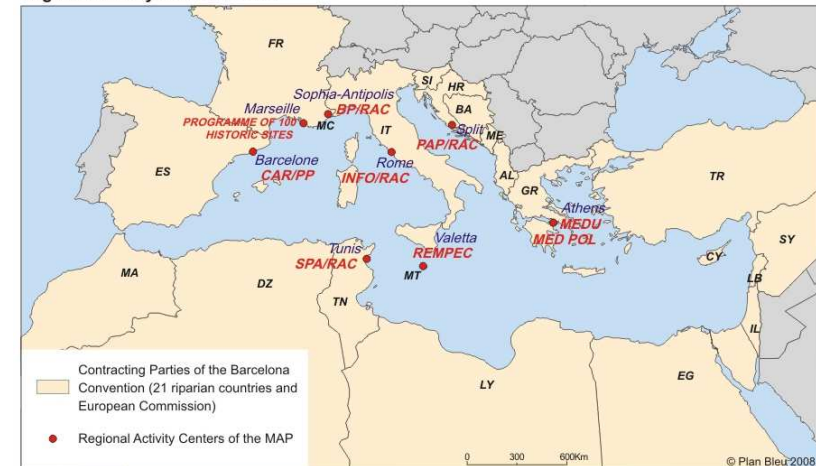 FR
SI
HR
Sophia-Antipolis
BP/RAC
BA
Marseille
PROGRAMME OF 100
HISTORIC SITES
MC
IT
Split
PAP/RAC
ME
Barcelone
CAR/PP
Rome
INFO/RAC
ES
AL
GR
TR
Athens
MEDU
MED POL
Tunis
SPA/RAC
Valetta
REMPEC
MT
CY
SY
LB
MA
DZ
TN
IL
LY
EG
Contracting Parties of the Barcelona
Convention (21 riparian countries and
European Commission)
Regional Activity Centers of the MAP
0 300 600Km
© Plan Bleu 2008